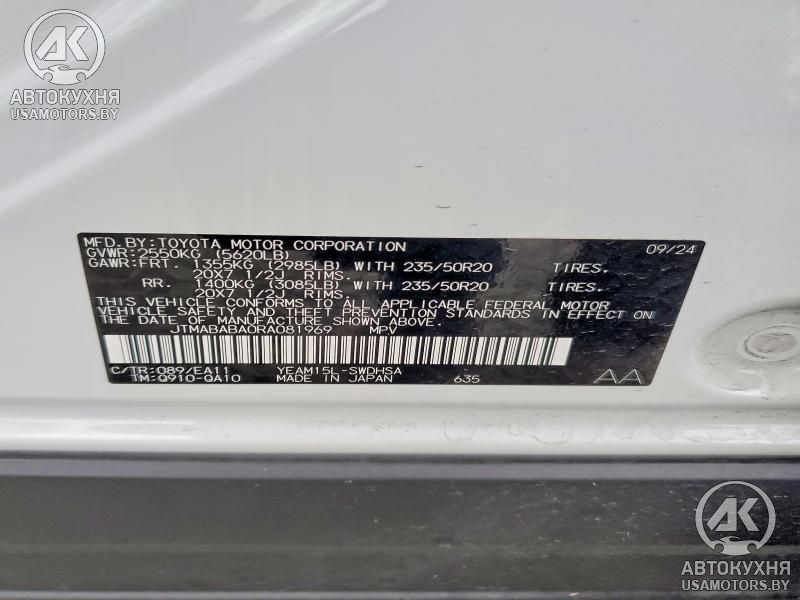 AK
АВТОКУХНЯ
USAMOTORS.BY
MFD. BY: TOYOTA MOTOR CORPORATION 09/24
GVWR: 2550KG (5620LB)
GAWR: FRT. 1355KG (2985LB) WITH 235/50R20 TIRES.
20X7 1/2J RIMS.
RR. 1400KG (3085LB) WITH 235/50R20 TIRES.
20X7 1/2J RIMS.
THIS VEHICLE CONFORMS TO ALL APPLICABLE FEDERAL MOTOR
VEHICLE SAFETY AND THEFT PREVENTION STANDARDS IN EFFECT ON
THE DATE OF MANUFACTURE SHOWN ABOVE.
JTMABABA0RA081969 MPV
C/TR: 089/EA11 YEAM15L-SWDHSA
TM: Q910-QA10 MADE IN JAPAN 635 AA
AK
АВТОКУХНЯ
USAMOTORS.BY